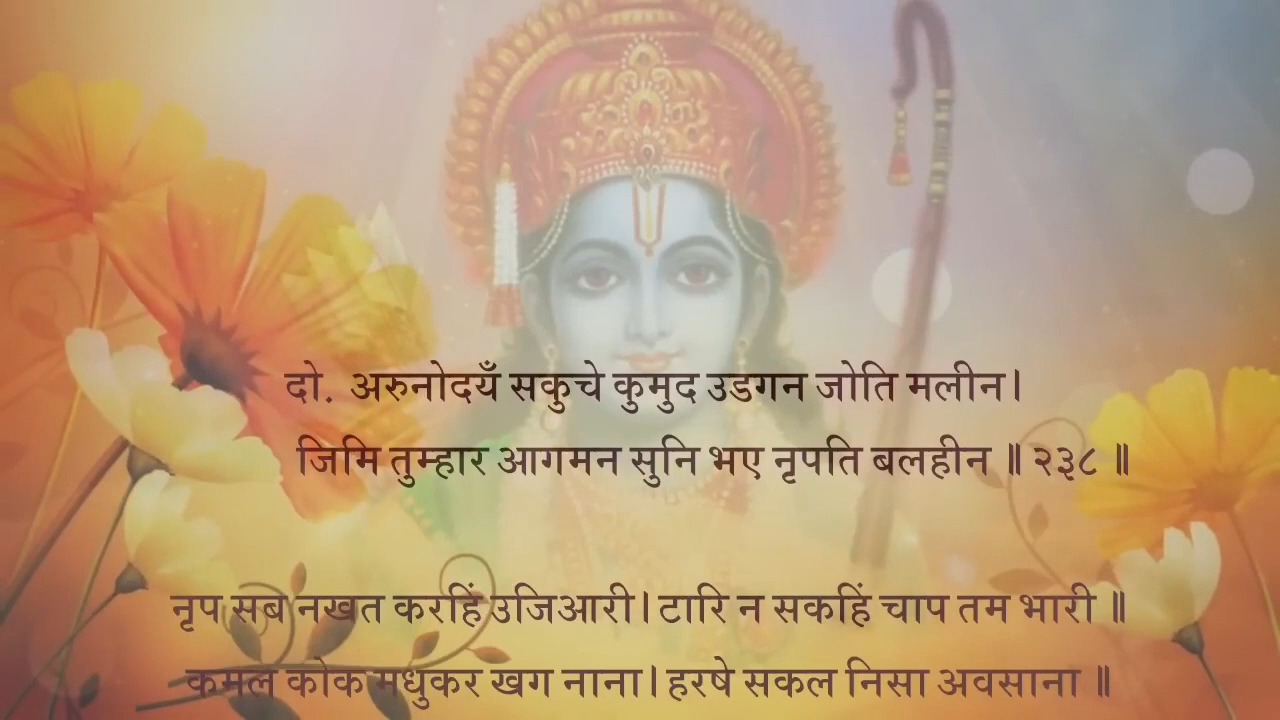 दो. अरुनोदयँ सकुचे कुमुद उडगन जोति मलीन।
जिमि तुम्हार आगमन सुनि भए नृपति बलहीन ॥ २३८ ॥
नृप सब नखत करहिं उजिआरी। टारि न सकहिं चाप तम भारी ॥
कमल कोक मधुकर खग नाना। हरषे सकल निसा अवसाना ॥